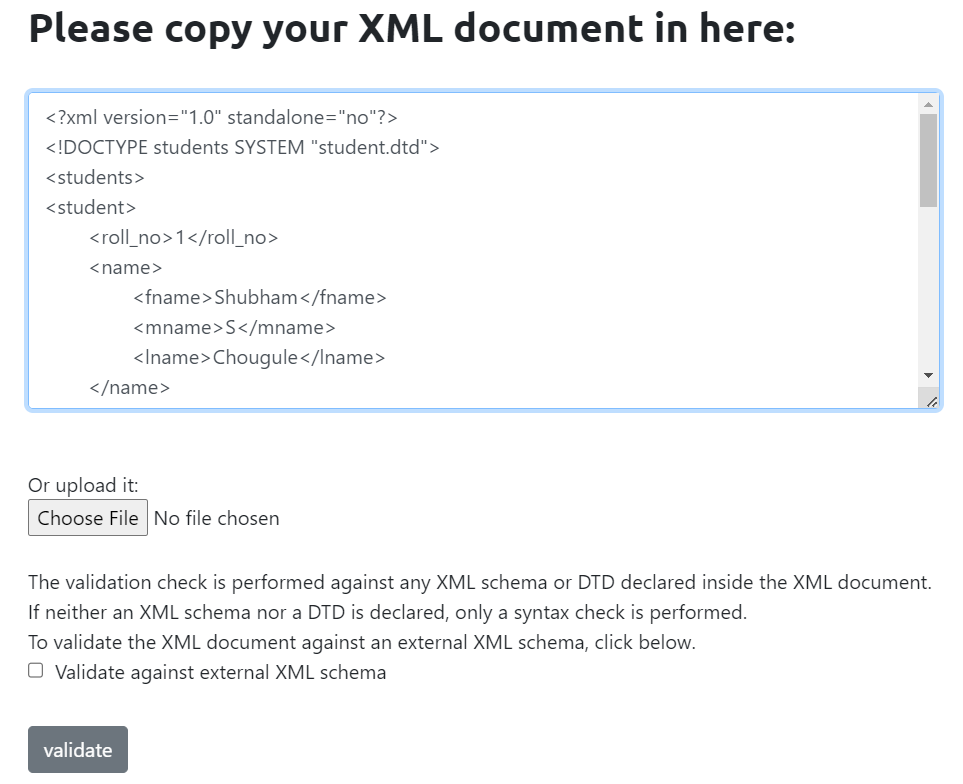 Please copy your XML document in here:
<?xml version="1.0" standalone="no"?>
<!DOCTYPE students SYSTEM "student.dtd">
<students>
<student>
<roll_no>1</roll_no>
<name>
<fname>Shubham</fname>
<mname>S</mname>
<lname>Chougule</lname>
</name>
Or upload it:
Choose File No file chosen
The validation check is performed against any XML schema or DTD declared inside the XML document.
If neither an XML schema nor a DTD is declared, only a syntax check is performed.
To validate the XML document against an external XML schema, click below.
Validate against external XML schema
validate